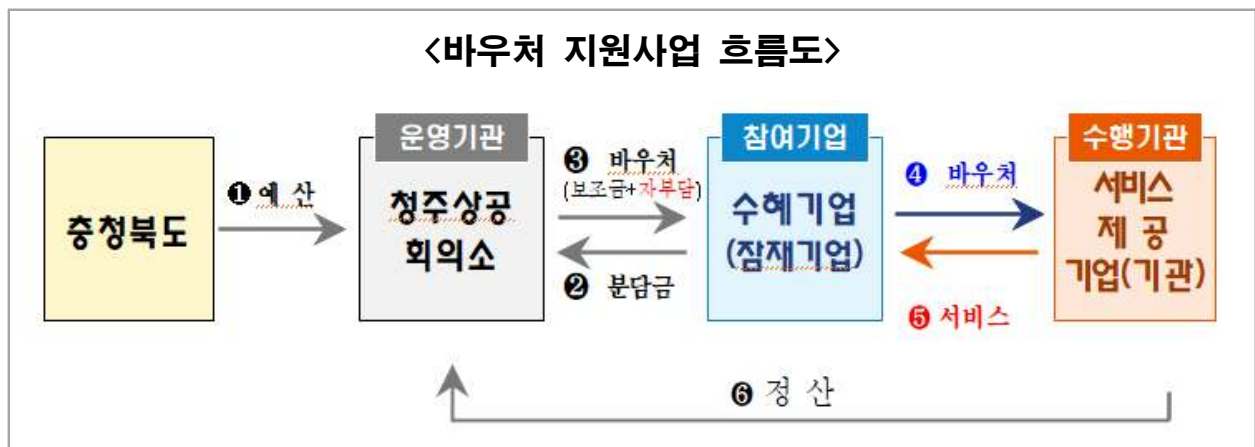 <바우처 지원사업 흐름도>
충청북도
❶ 예 산
운영기관
청주상공
회의소
❸ 바우처
(보조금+자부담)
❷ 분담금
참여기업
수혜기업
(잠재기업)
❹ 바우처
❺ 서비스
수행기관
서비스
제 공
기업(기관)
❻ 정 산